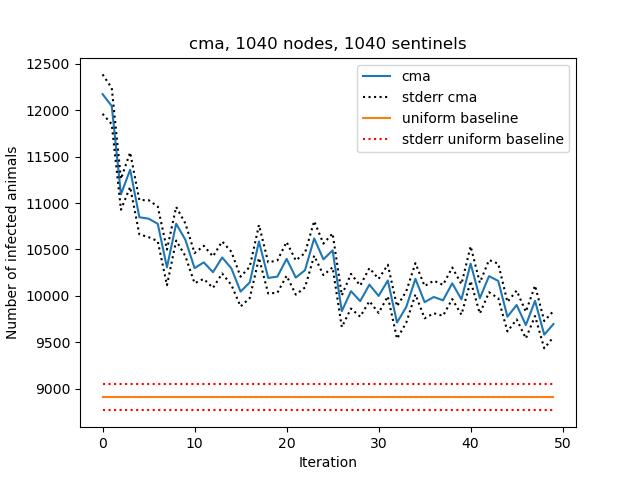 cma, 1040 nodes, 1040 sentinels
12500
12000
11500
11000
10500
10000
9500
9000
Number of infected animals
cma
stderr cma
uniform baseline
stderr uniform baseline
0 10 20 30 40 50
Iteration